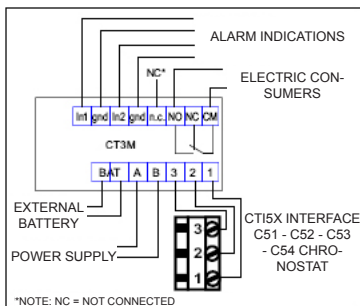 ALARM INDICATIONS
NC*
ELECTRIC CON-
SUMERS
In1 gnd In2 gnd n.c. NO NC CM
CT3M
BAT A B 3 2 1
EXTERNAL
BATTERY
POWER SUPPLY
3
2
1
CTI5X INTERFACE
C51 - C52 - C53
- C54 CHRO-
NOSTAT
*NOTE: NC = NOT CONNECTED